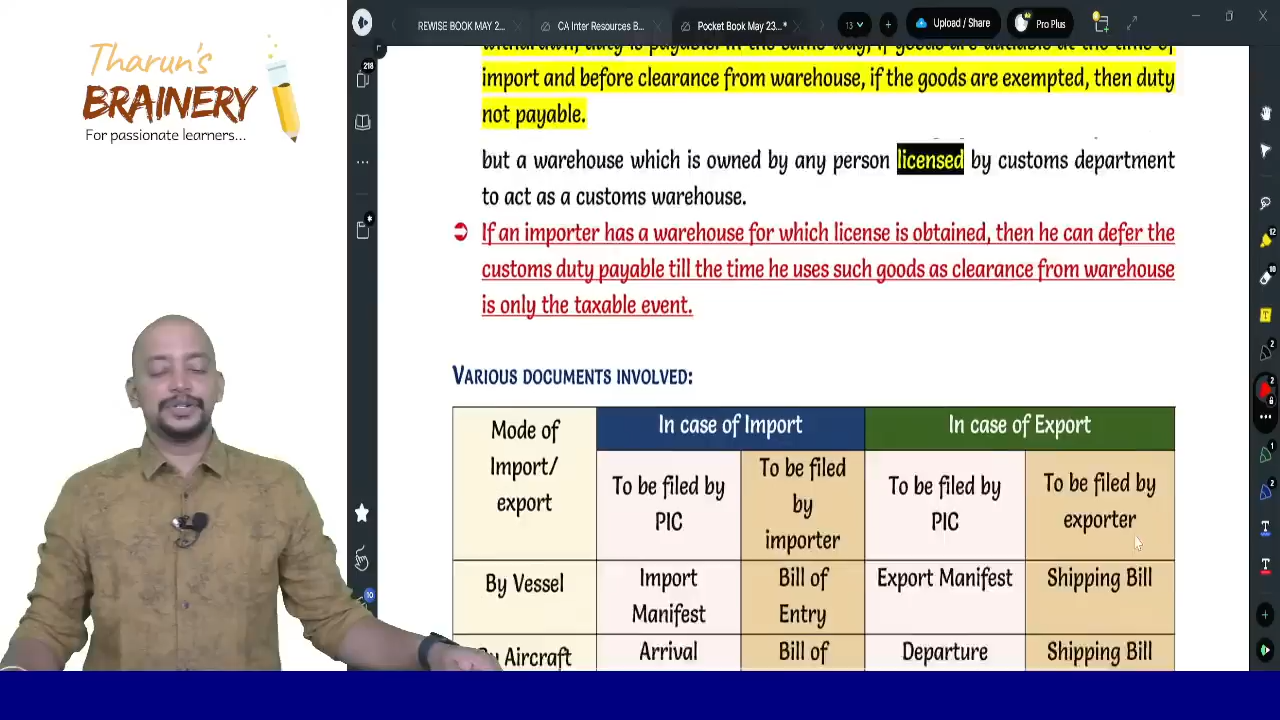 Tharun's
BRAINERY
For passionate learners...
REWISE BOOK MAY 2...
CA Inter Resources B...
Pocket Book May 23...*
13
Upload / Share
Pro Plus
218
import and before clearance from warehouse, if the goods are exempted, then duty
not payable.
but a warehouse which is owned by any person licensed by customs department
to act as a customs warehouse.
If an importer has a warehouse for which license is obtained, then he can defer the
customs duty payable till the time he uses such goods as clearance from warehouse
is only the taxable event.
VARIOUS DOCUMENTS INVOLVED:
Mode of
Import/
export
In case of Import
In case of Export
To be filed by
PIC
To be filed
by
importer
To be filed by
PIC
To be filed by
exporter
By Vessel
Import
Manifest
Bill of
Entry
Export Manifest
Shipping Bill
By Aircraft
Arrival
Bill of
Departure
Shipping Bill